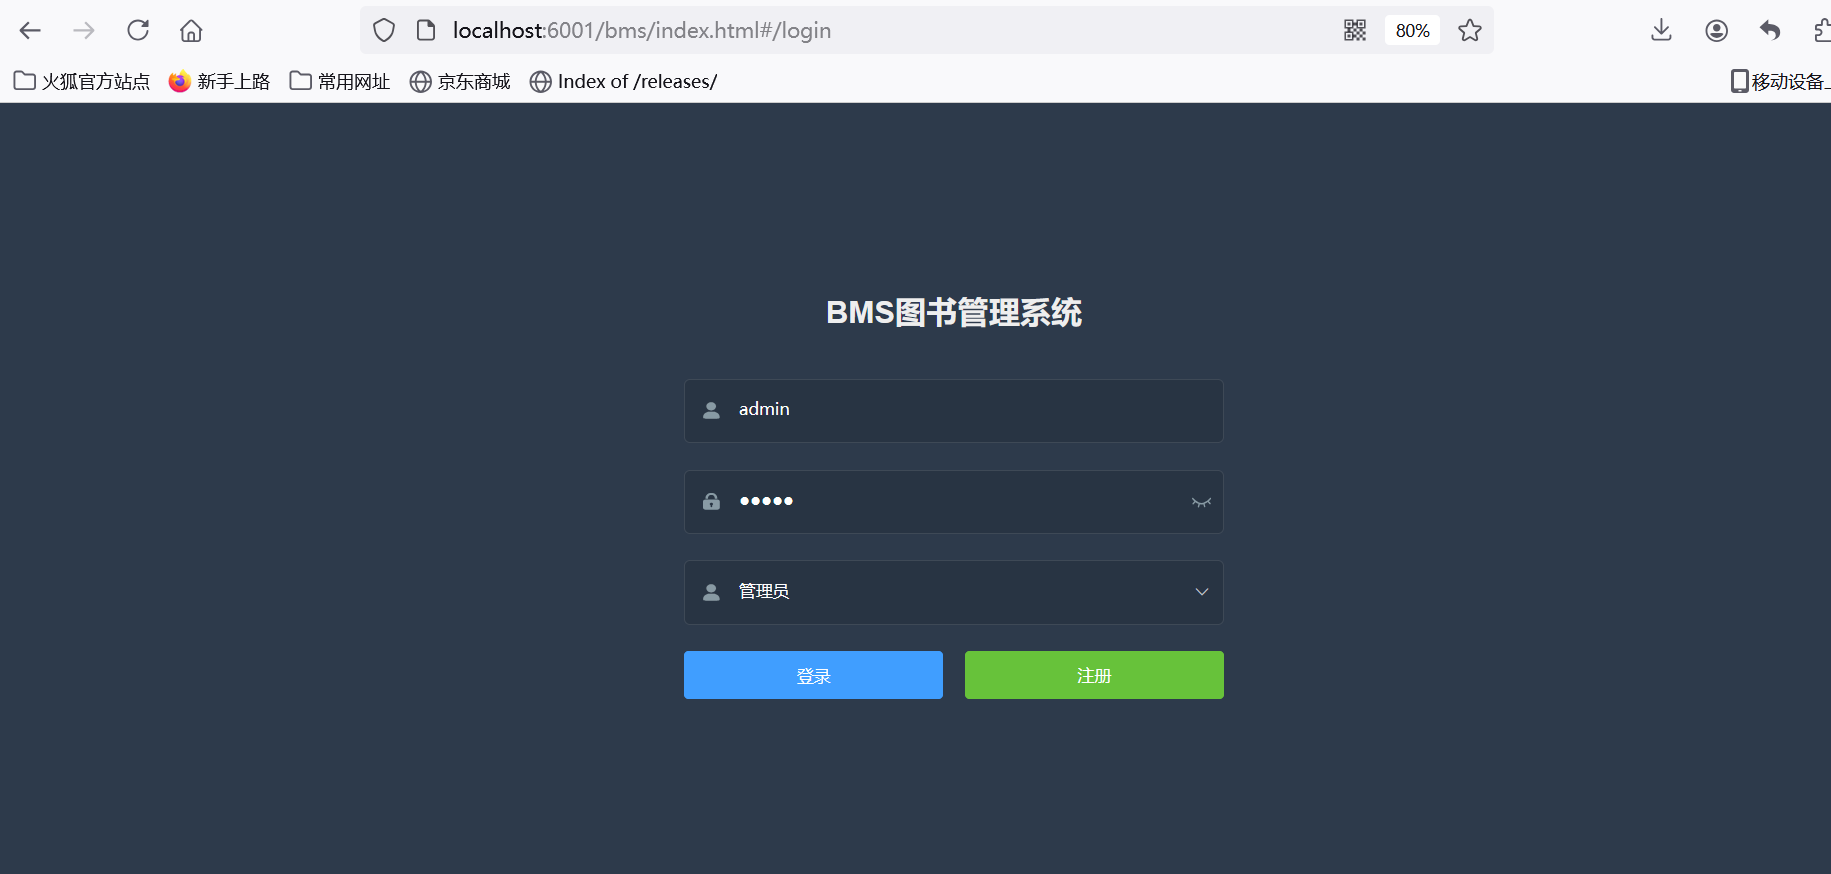 localhost:6001/bms/index.html#/login
80%
火狐官方站点
新手上路
常用网址
京东商城
Index of /releases/
移动设备上
BMS图书管理系统
admin
●●●●●
管理员
登录
注册